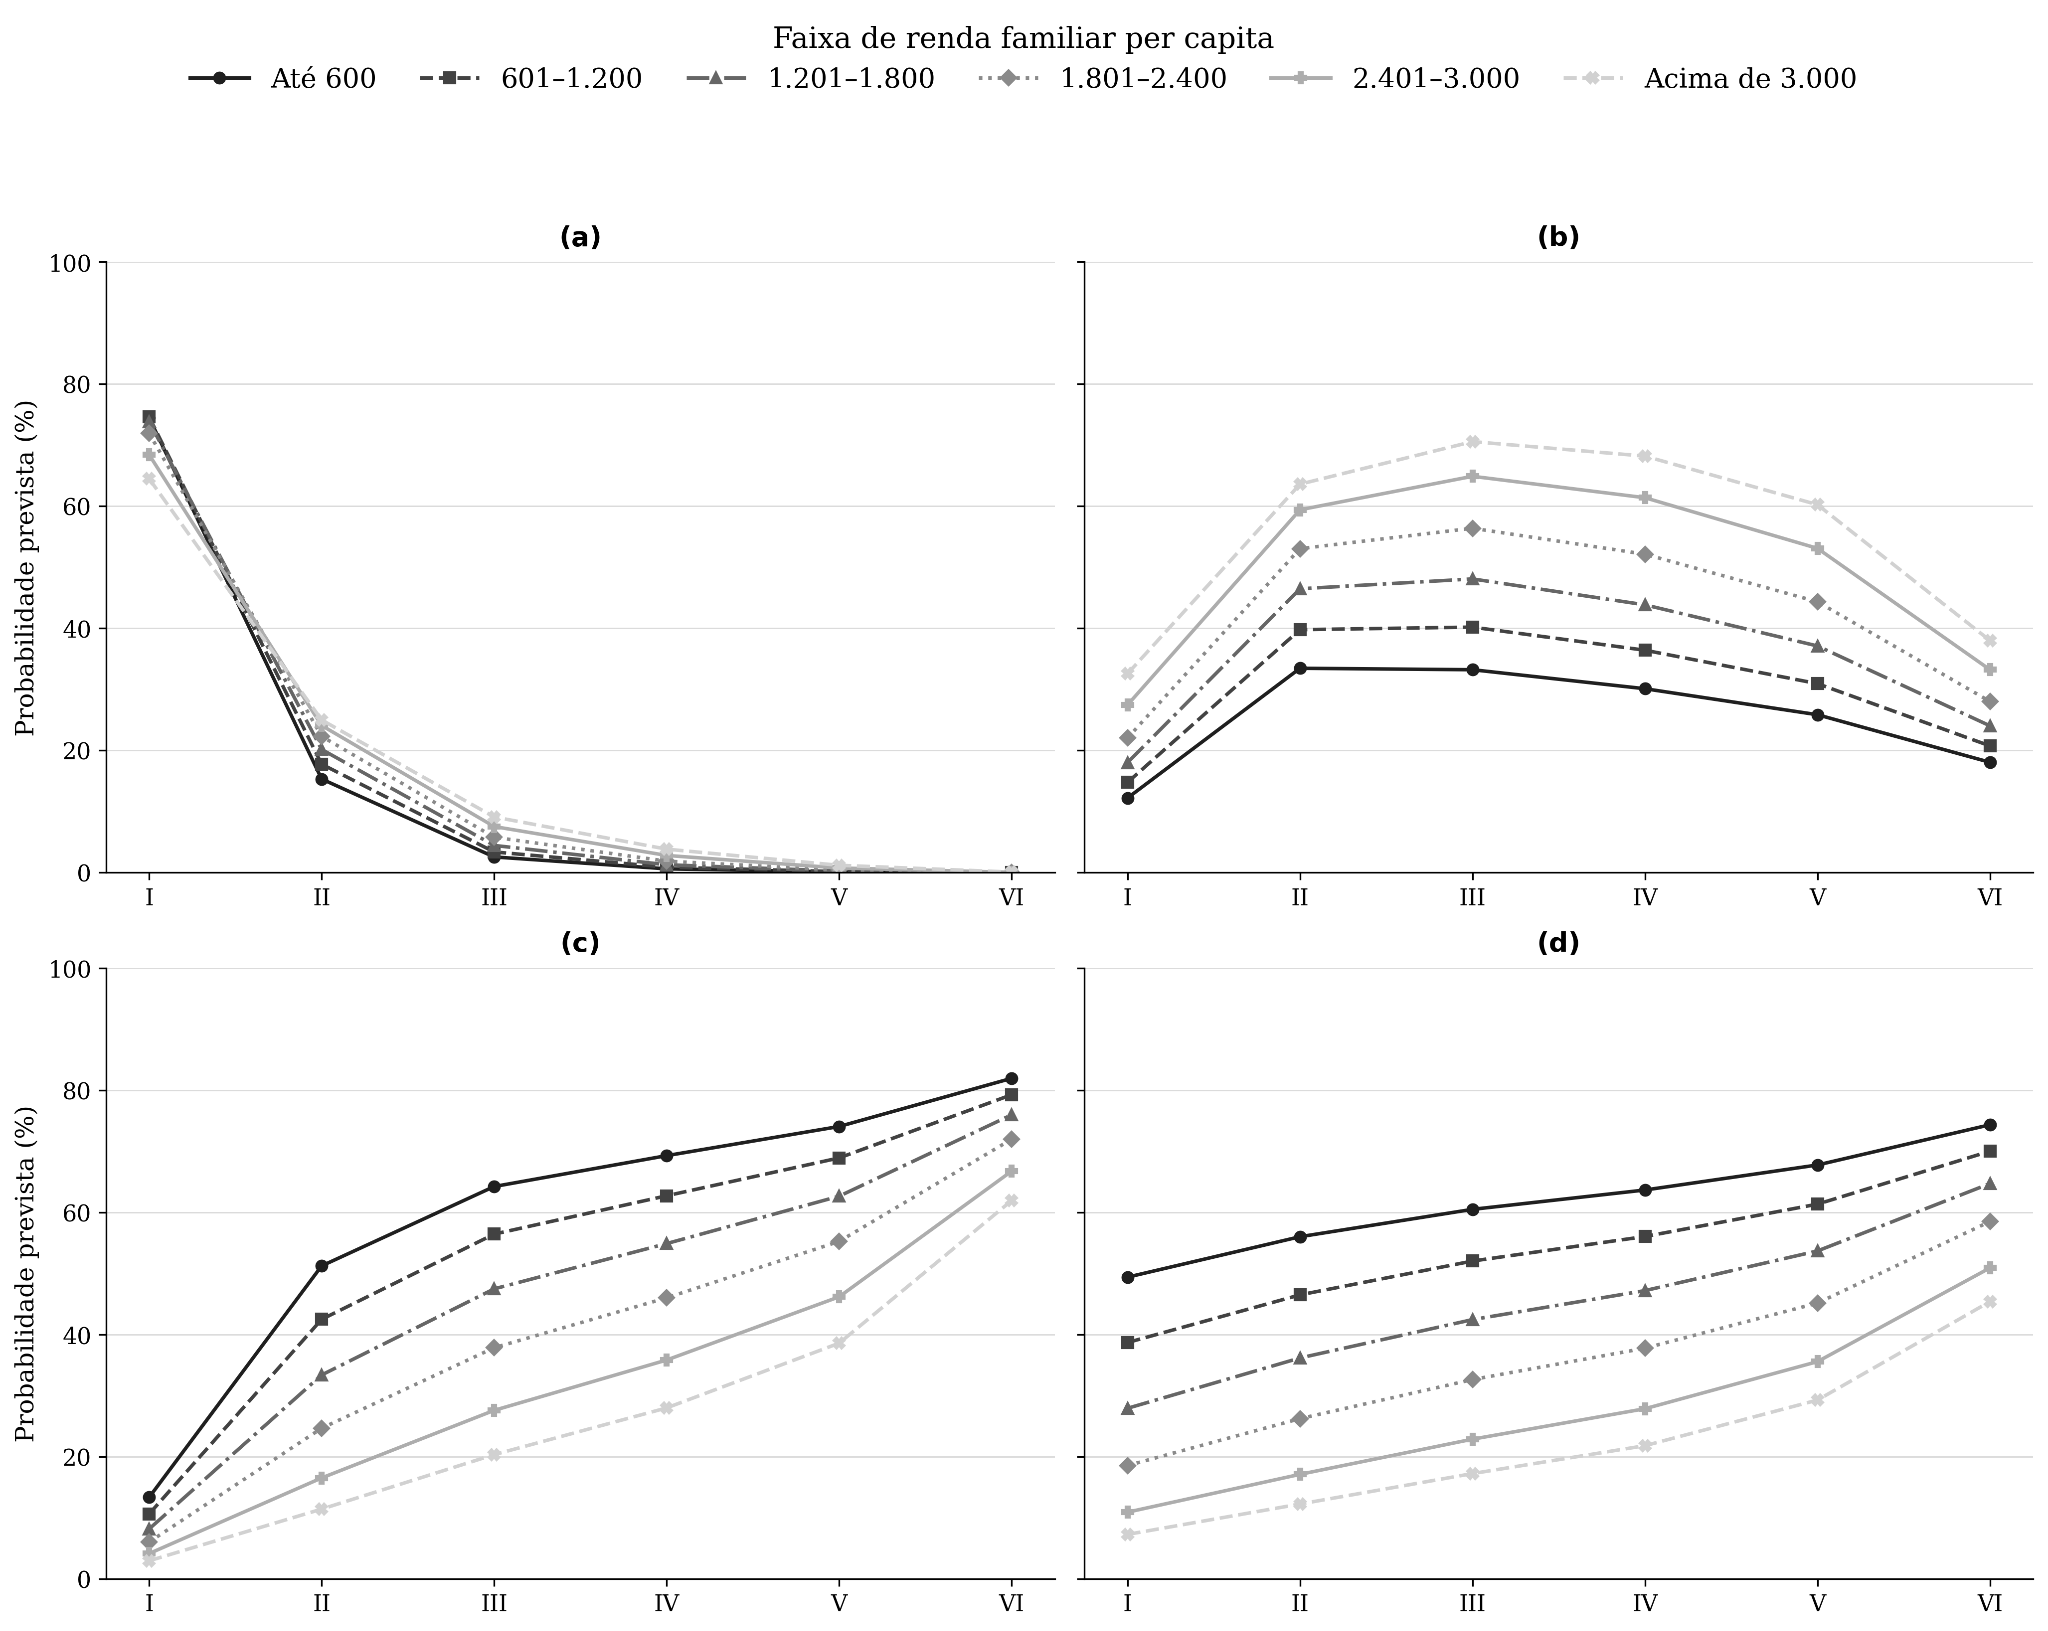 Faixa de renda familiar per capita
Até 600 601–1.200 1.201–1.800 1.801–2.400 2.401–3.000 Acima de 3.000
(a)
Probabilidade prevista (%)
100
80
60
40
20
0
I II III IV V VI
(b)
I II III IV V VI
(c)
Probabilidade prevista (%)
100
80
60
40
20
0
I II III IV V VI
(d)
I II III IV V VI